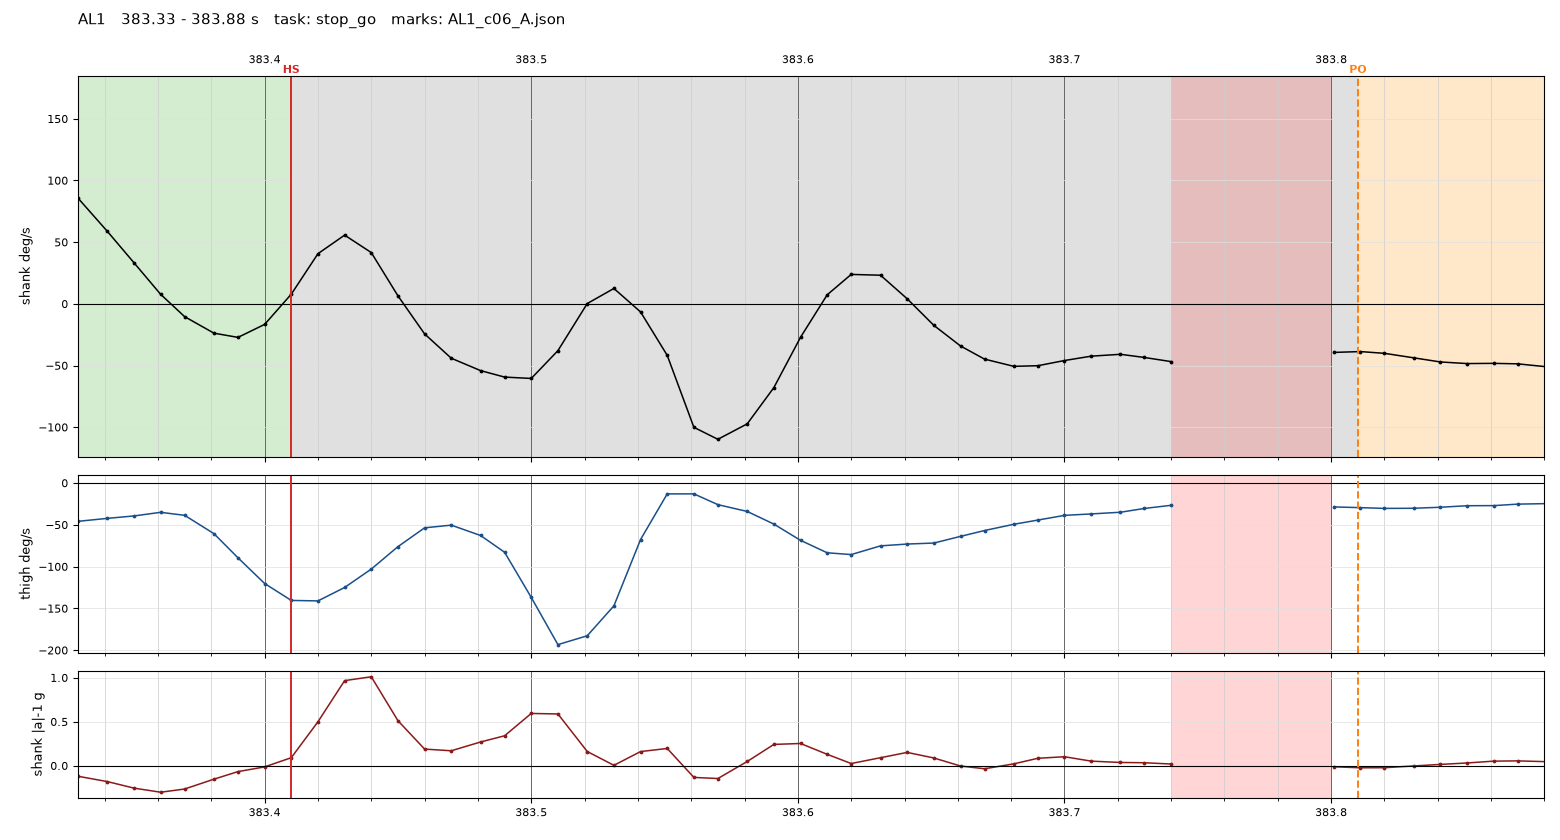 AL1   383.33 - 383.88 s   task: stop_go   marks: AL1_c06_A.json
383.4 383.5 383.6 383.7 383.8
HS PO
shank deg/s
150
100
50
0
−50
−100
thigh deg/s
0
−50
−100
−150
−200
shank |a|-1 g
1.0
0.5
0.0
383.4 383.5 383.6 383.7 383.8